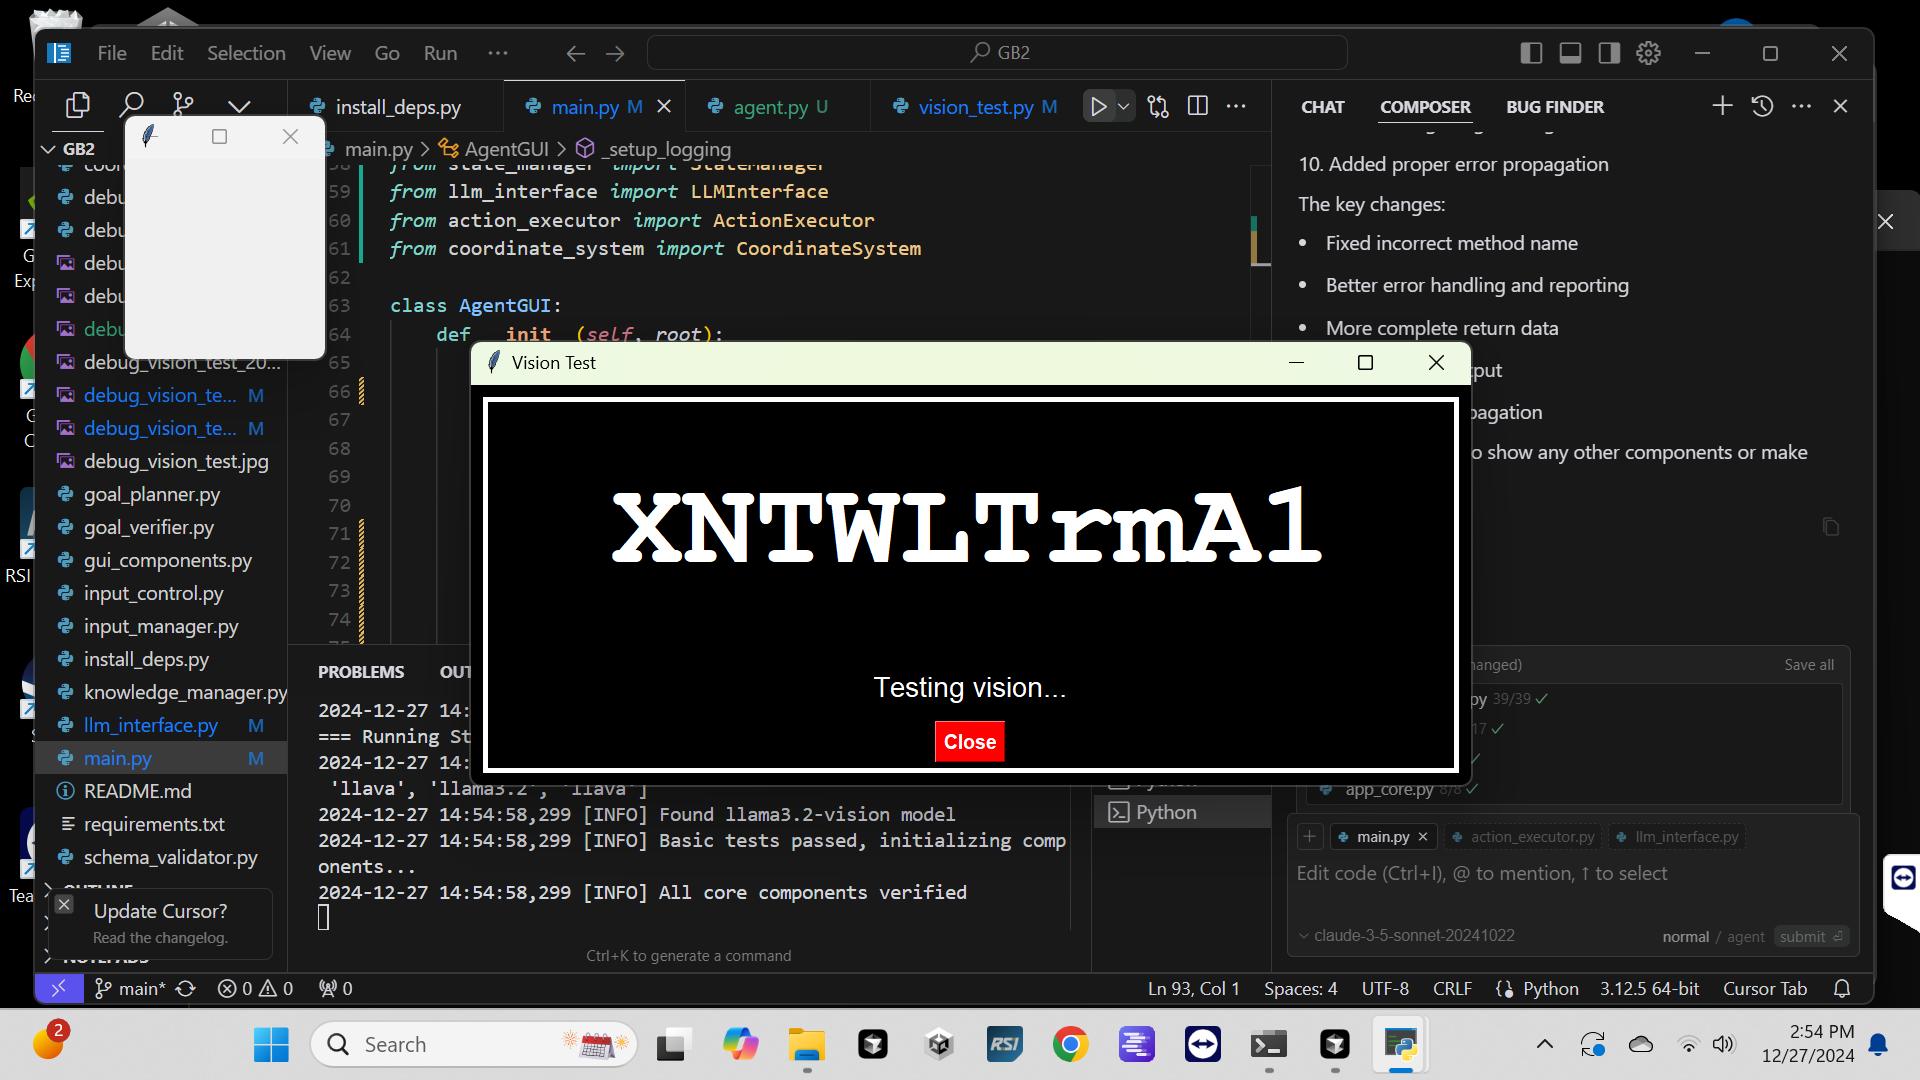 File Edit Selection View Go Run ···
GB2
install_deps.py
main.py M
agent.py U
vision_test.py M
CHAT COMPOSER BUG FINDER
GB2
main.py > AgentGUI > _setup_logging
debu
debu
debu
debu
debu
debug_vision_test_20...
debug_vision_te... M
debug_vision_te... M
debug_vision_test.jpg
goal_planner.py
goal_verifier.py
gui_components.py
input_control.py
input_manager.py
install_deps.py
knowledge_manager.py
llm_interface.py M
main.py M
README.md
requirements.txt
schema_validator.py
OUTLINE
Update Cursor?
Read the changelog.
from state_manager import StateManager
59 from llm_interface import LLMInterface
60 from action_executor import ActionExecutor
61 from coordinate_system import CoordinateSystem
62
63 class AgentGUI:
64 def __init__(self, root):
65
66
67
68
69
70
71
72
73
74
Vision Test
XNTWLTrmAl
Testing vision...
Close
10. Added proper error propagation
The key changes:
• Fixed incorrect method name
• Better error handling and reporting
• More complete return data
o show any other components or make
Save all
py 39/39
17
app_core.py 8/8
main.py
action_executor.py
llm_interface.py
Edit code (Ctrl+I), @ to mention, ↑ to select
claude-3-5-sonnet-20241022
normal / agent submit
PROBLEMS OUT
2024-12-27 14:
=== Running St
2024-12-27 14:
'llava', 'llama3.2', 'llava']
2024-12-27 14:54:58,299 [INFO] Found llama3.2-vision model
2024-12-27 14:54:58,299 [INFO] Basic tests passed, initializing comp
onents...
2024-12-27 14:54:58,299 [INFO] All core components verified
Ctrl+K to generate a command
Python
main* 0 0 0
Ln 93, Col 1 Spaces: 4 UTF-8 CRLF Python 3.12.5 64-bit Cursor Tab
2
Search
RSI
2:54 PM
12/27/2024